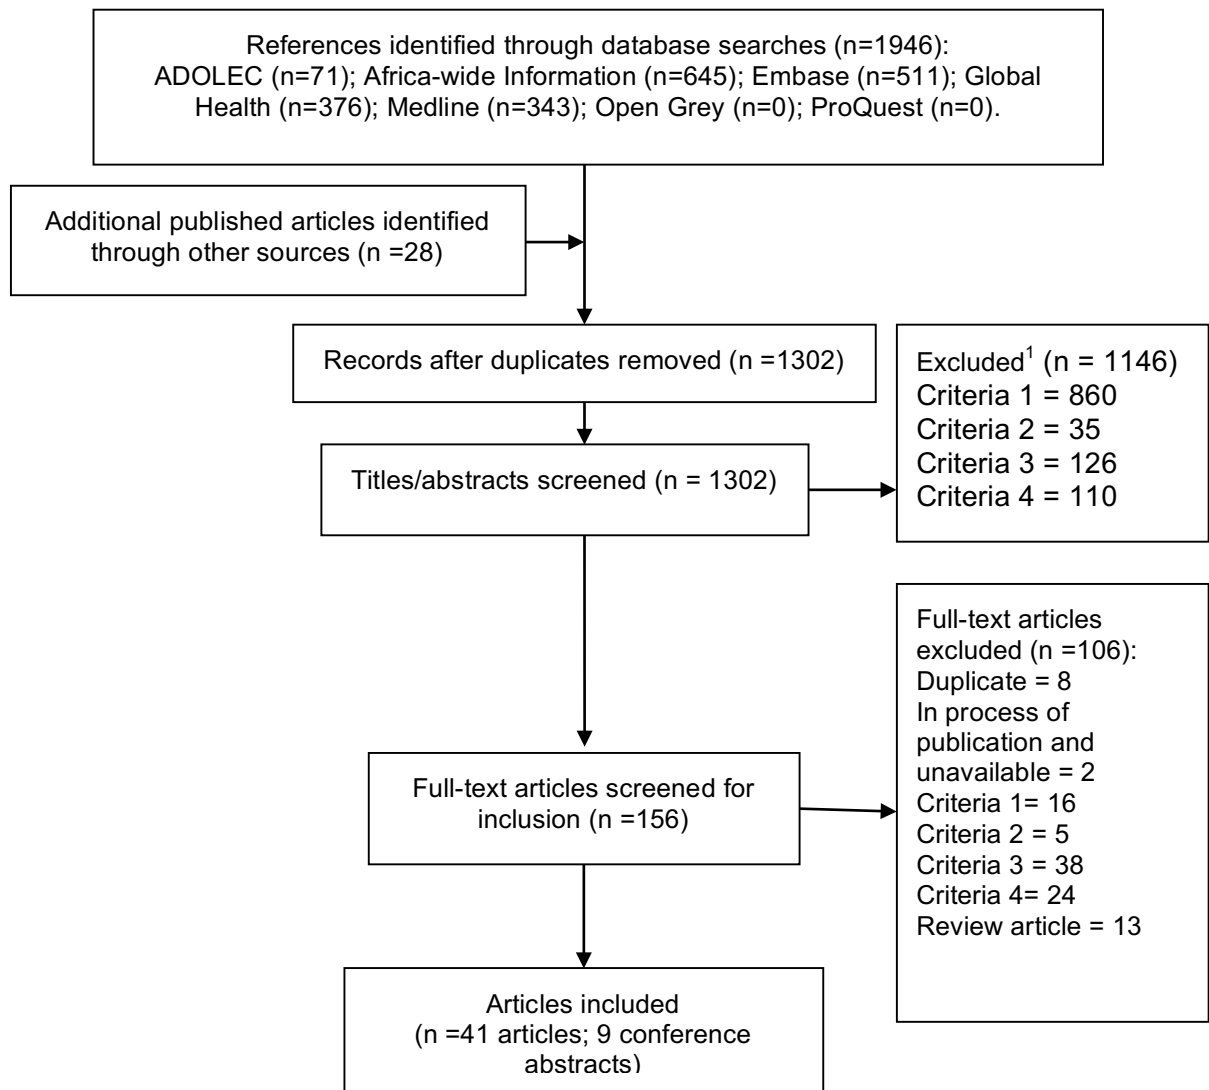 References identified through database searches (n=1946):
ADOLEC (n=71); Africa-wide Information (n=645); Embase (n=511); Global
Health (n=376); Medline (n=343); Open Grey (n=0); ProQuest (n=0).
Additional published articles identified
through other sources (n =28)
Records after duplicates removed (n =1302)
Excluded¹ (n = 1146)
Criteria 1 = 860
Criteria 2 = 35
Criteria 3 = 126
Criteria 4 = 110
Titles/abstracts screened (n = 1302)
Full-text articles
excluded (n =106):
Duplicate = 8
In process of
publication and
unavailable = 2
Criteria 1= 16
Criteria 2 = 5
Criteria 3 = 38
Criteria 4= 24
Review article = 13
Full-text articles screened for
inclusion (n =156)
Articles included
(n =41 articles; 9 conference
abstracts)